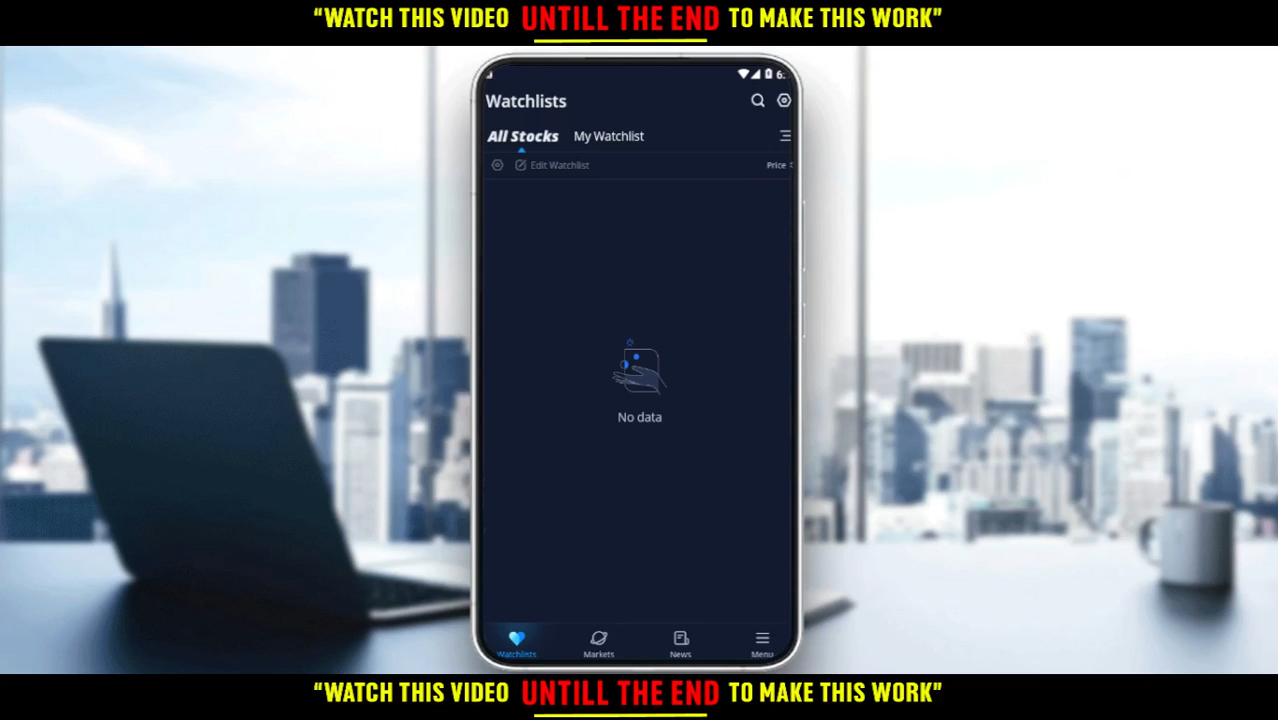 “WATCH THIS VIDEO UNTILL THE END TO MAKE THIS WORK”
6:
Watchlists
All Stocks My Watchlist
Edit Watchlist Price
No data
Watchlists Markets News Menu
“WATCH THIS VIDEO UNTILL THE END TO MAKE THIS WORK”